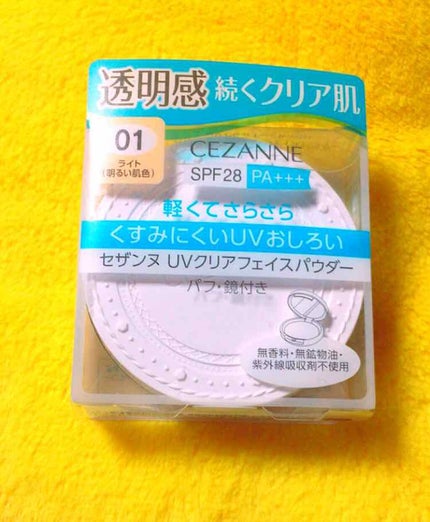 透明感 続くクリア肌
01
ライト
(明るい肌色)
CEZANNE
SPF28 PA+++
軽くてさらさら
くすみにくいUVおしろい
セザンヌ UVクリアフェイスパウダー
パフ・鏡付き
無香料・無鉱物油・
紫外線吸収剤不使用